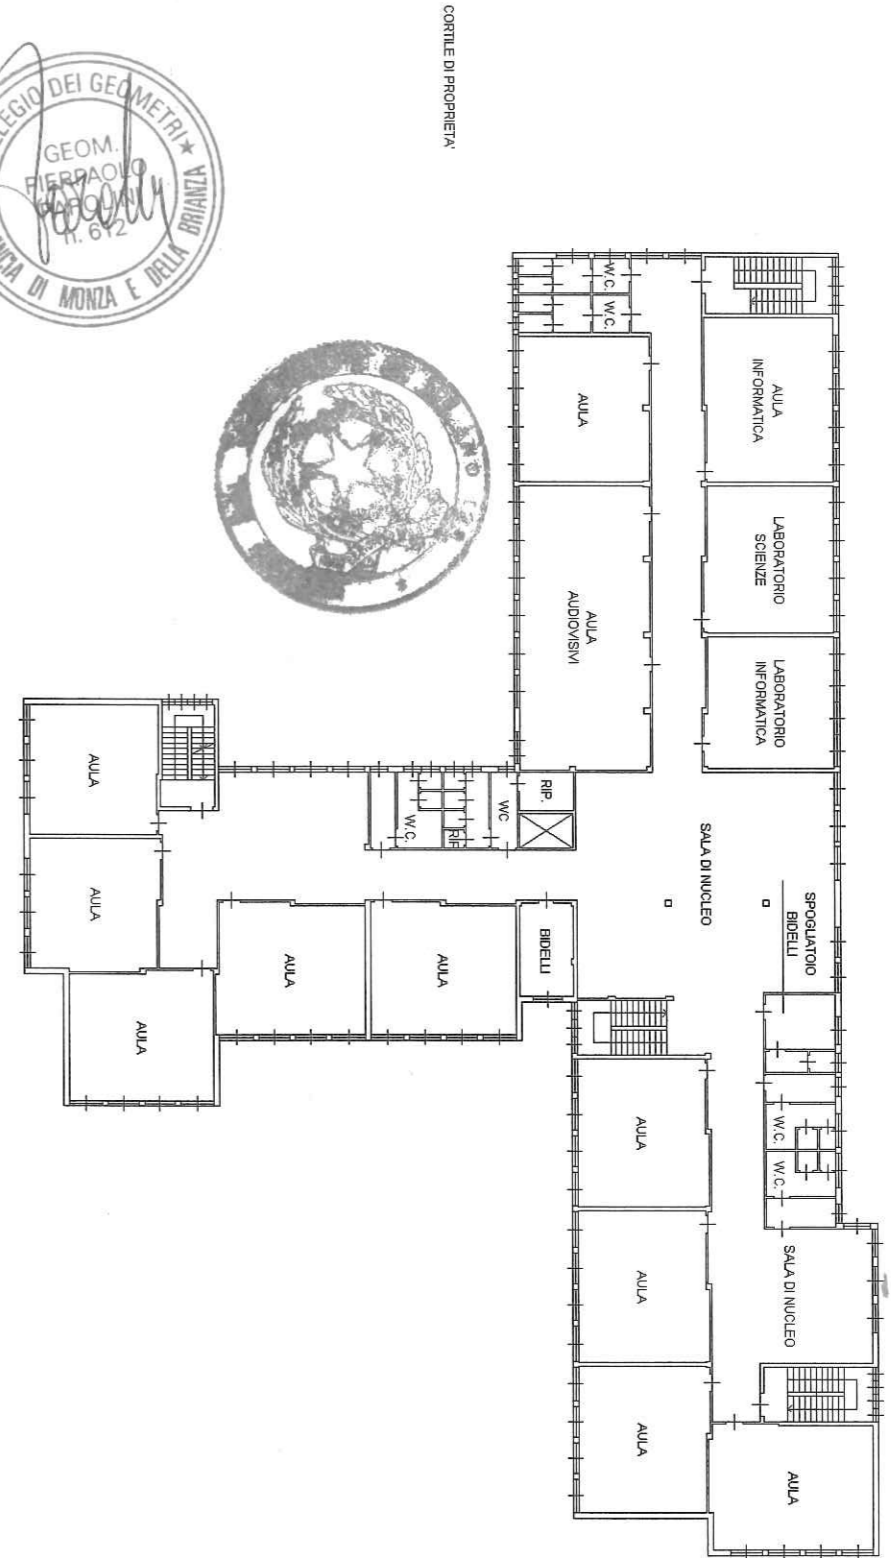 CORTILE DI PROPRIETA'
LEGIO DEI GEOMETRI★
NCIA DI MONZA E DELLA BRIANZA
GEOM.
PIERPAOLO
n. 612
W.C.
W.C.
AULA
INFORMATICA
AULA
LABORATORIO
SCIENZE
AULA
AUDIOVISIVI
LABORATORIO
INFORMATICA
RIP.
WC
W.C.
RIP
SALA DI NUCLEO
SPOGLIATOIO
BIDELLI
BIDELLI
AULA
AULA
AULA
AULA
AULA
W.C.
W.C.
AULA
SALA DI NUCLEO
AULA
AULA
AULA